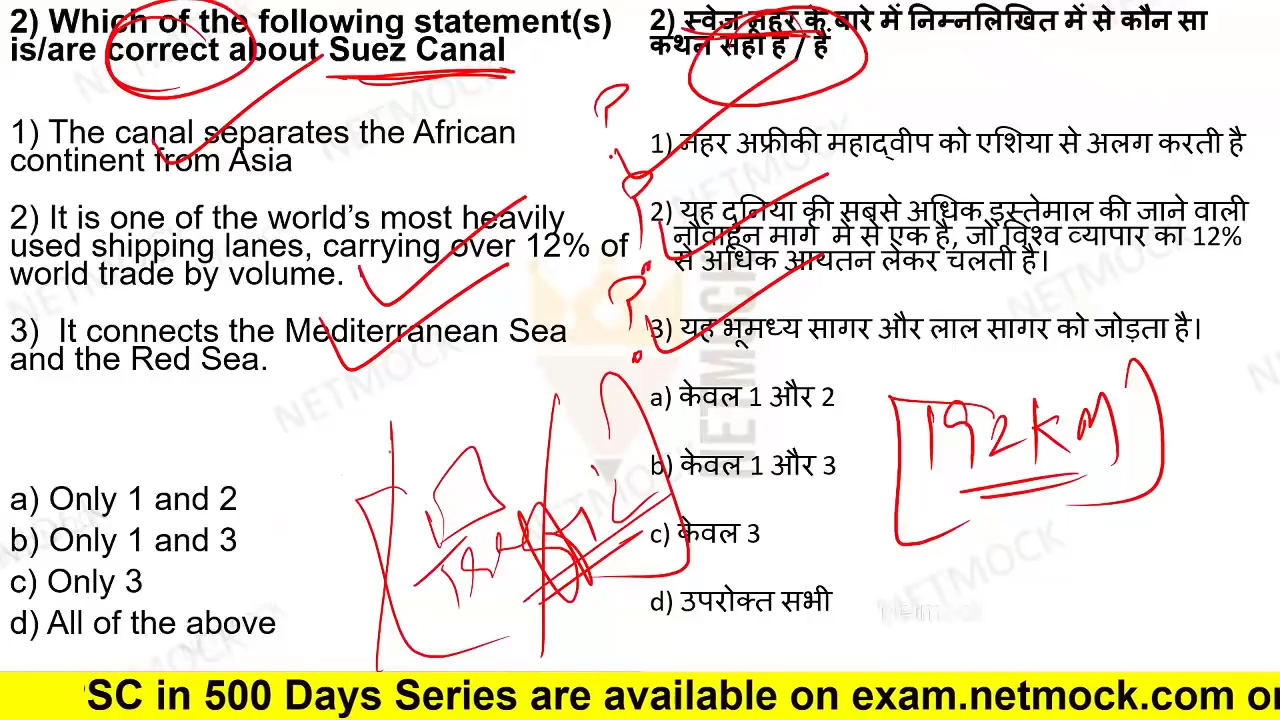 2) Which of the following statement(s)
is/are correct about Suez Canal
1) The canal separates the African
continent from Asia
2) It is one of the world's most heavily
used shipping lanes, carrying over 12% of
world trade by volume.
3) It connects the Mediterranean Sea
and the Red Sea.
a) Only 1 and 2
b) Only 1 and 3
c) Only 3
d) All of the above
2) स्वेज नहर के बारे में निम्नलिखित में से कौन सा
कथन सही है / हैं
1) नहर अफ्रीकी महाद्वीप को एशिया से अलग करती है
2) यह दुनिया की सबसे अधिक इस्तेमाल की जाने वाली
नौवाहन मार्ग में से एक है, जो विश्व व्यापार का 12%
से अधिक आयतन लेकर चलती है।
3) यह भूमध्य सागर और लाल सागर को जोड़ता है।
a) केवल 1 और 2
b) केवल 1 और 3
c) केवल 3
d) उपरोक्त सभी
192 KM
NETMOCK
SC in 500 Days Series are available on exam.netmock.com